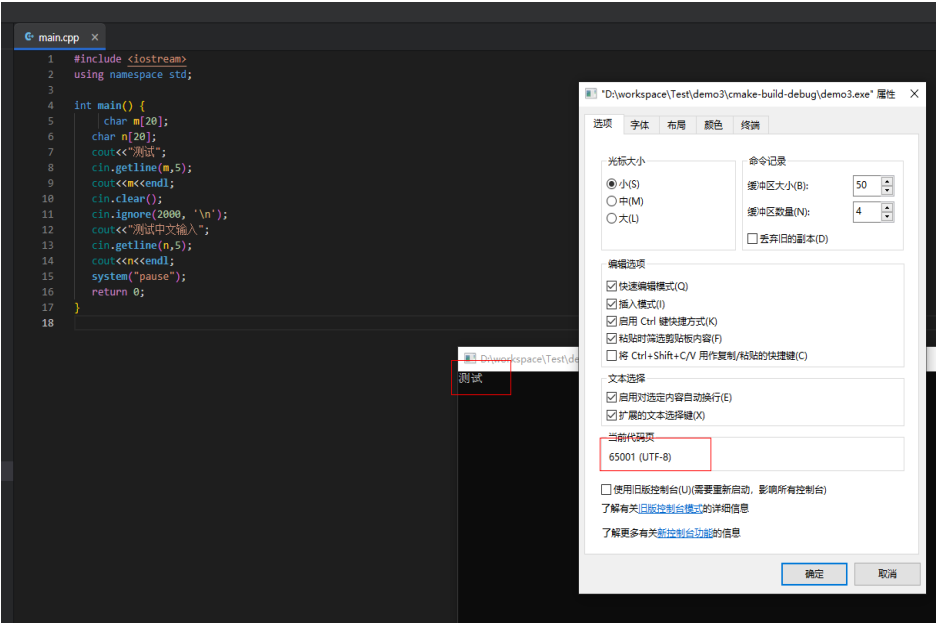 main.cpp ×
1 #include <iostream>
2 using namespace std;
3
4 int main() {
5 char m[20];
6 char n[20];
7 cout<<"测试";
8 cin.getline(m,5);
9 cout<<m<<endl;
10 cin.clear();
11 cin.ignore(2000, '\n');
12 cout<<"测试中文输入";
13 cin.getline(n,5);
14 cout<<n<<endl;
15 system("pause");
16 return 0;
17 }
18
D:\workspace\Test\de
测试
"D:\workspace\Test\demo3\cmake-build-debug\demo3.exe" 属性
选项 字体 布局 颜色 终端
光标大小
小(S)
中(M)
大(L)
命令记录
缓冲区大小(B): 50
缓冲区数量(N): 4
丢弃旧的副本(D)
编辑选项
快速编辑模式(Q)
插入模式(I)
启用 Ctrl 键快捷方式(K)
粘贴时筛选剪贴板内容(F)
将 Ctrl+Shift+C/V 用作复制/粘贴的快捷键(C)
文本选择
启用对选定内容自动换行(E)
扩展的文本选择键(X)
当前代码页
65001 (UTF-8)
使用旧版控制台(U)(需要重新启动，影响所有控制台)
了解有关旧版控制台模式的详细信息
了解更多有关新控制台功能的信息
确定 取消